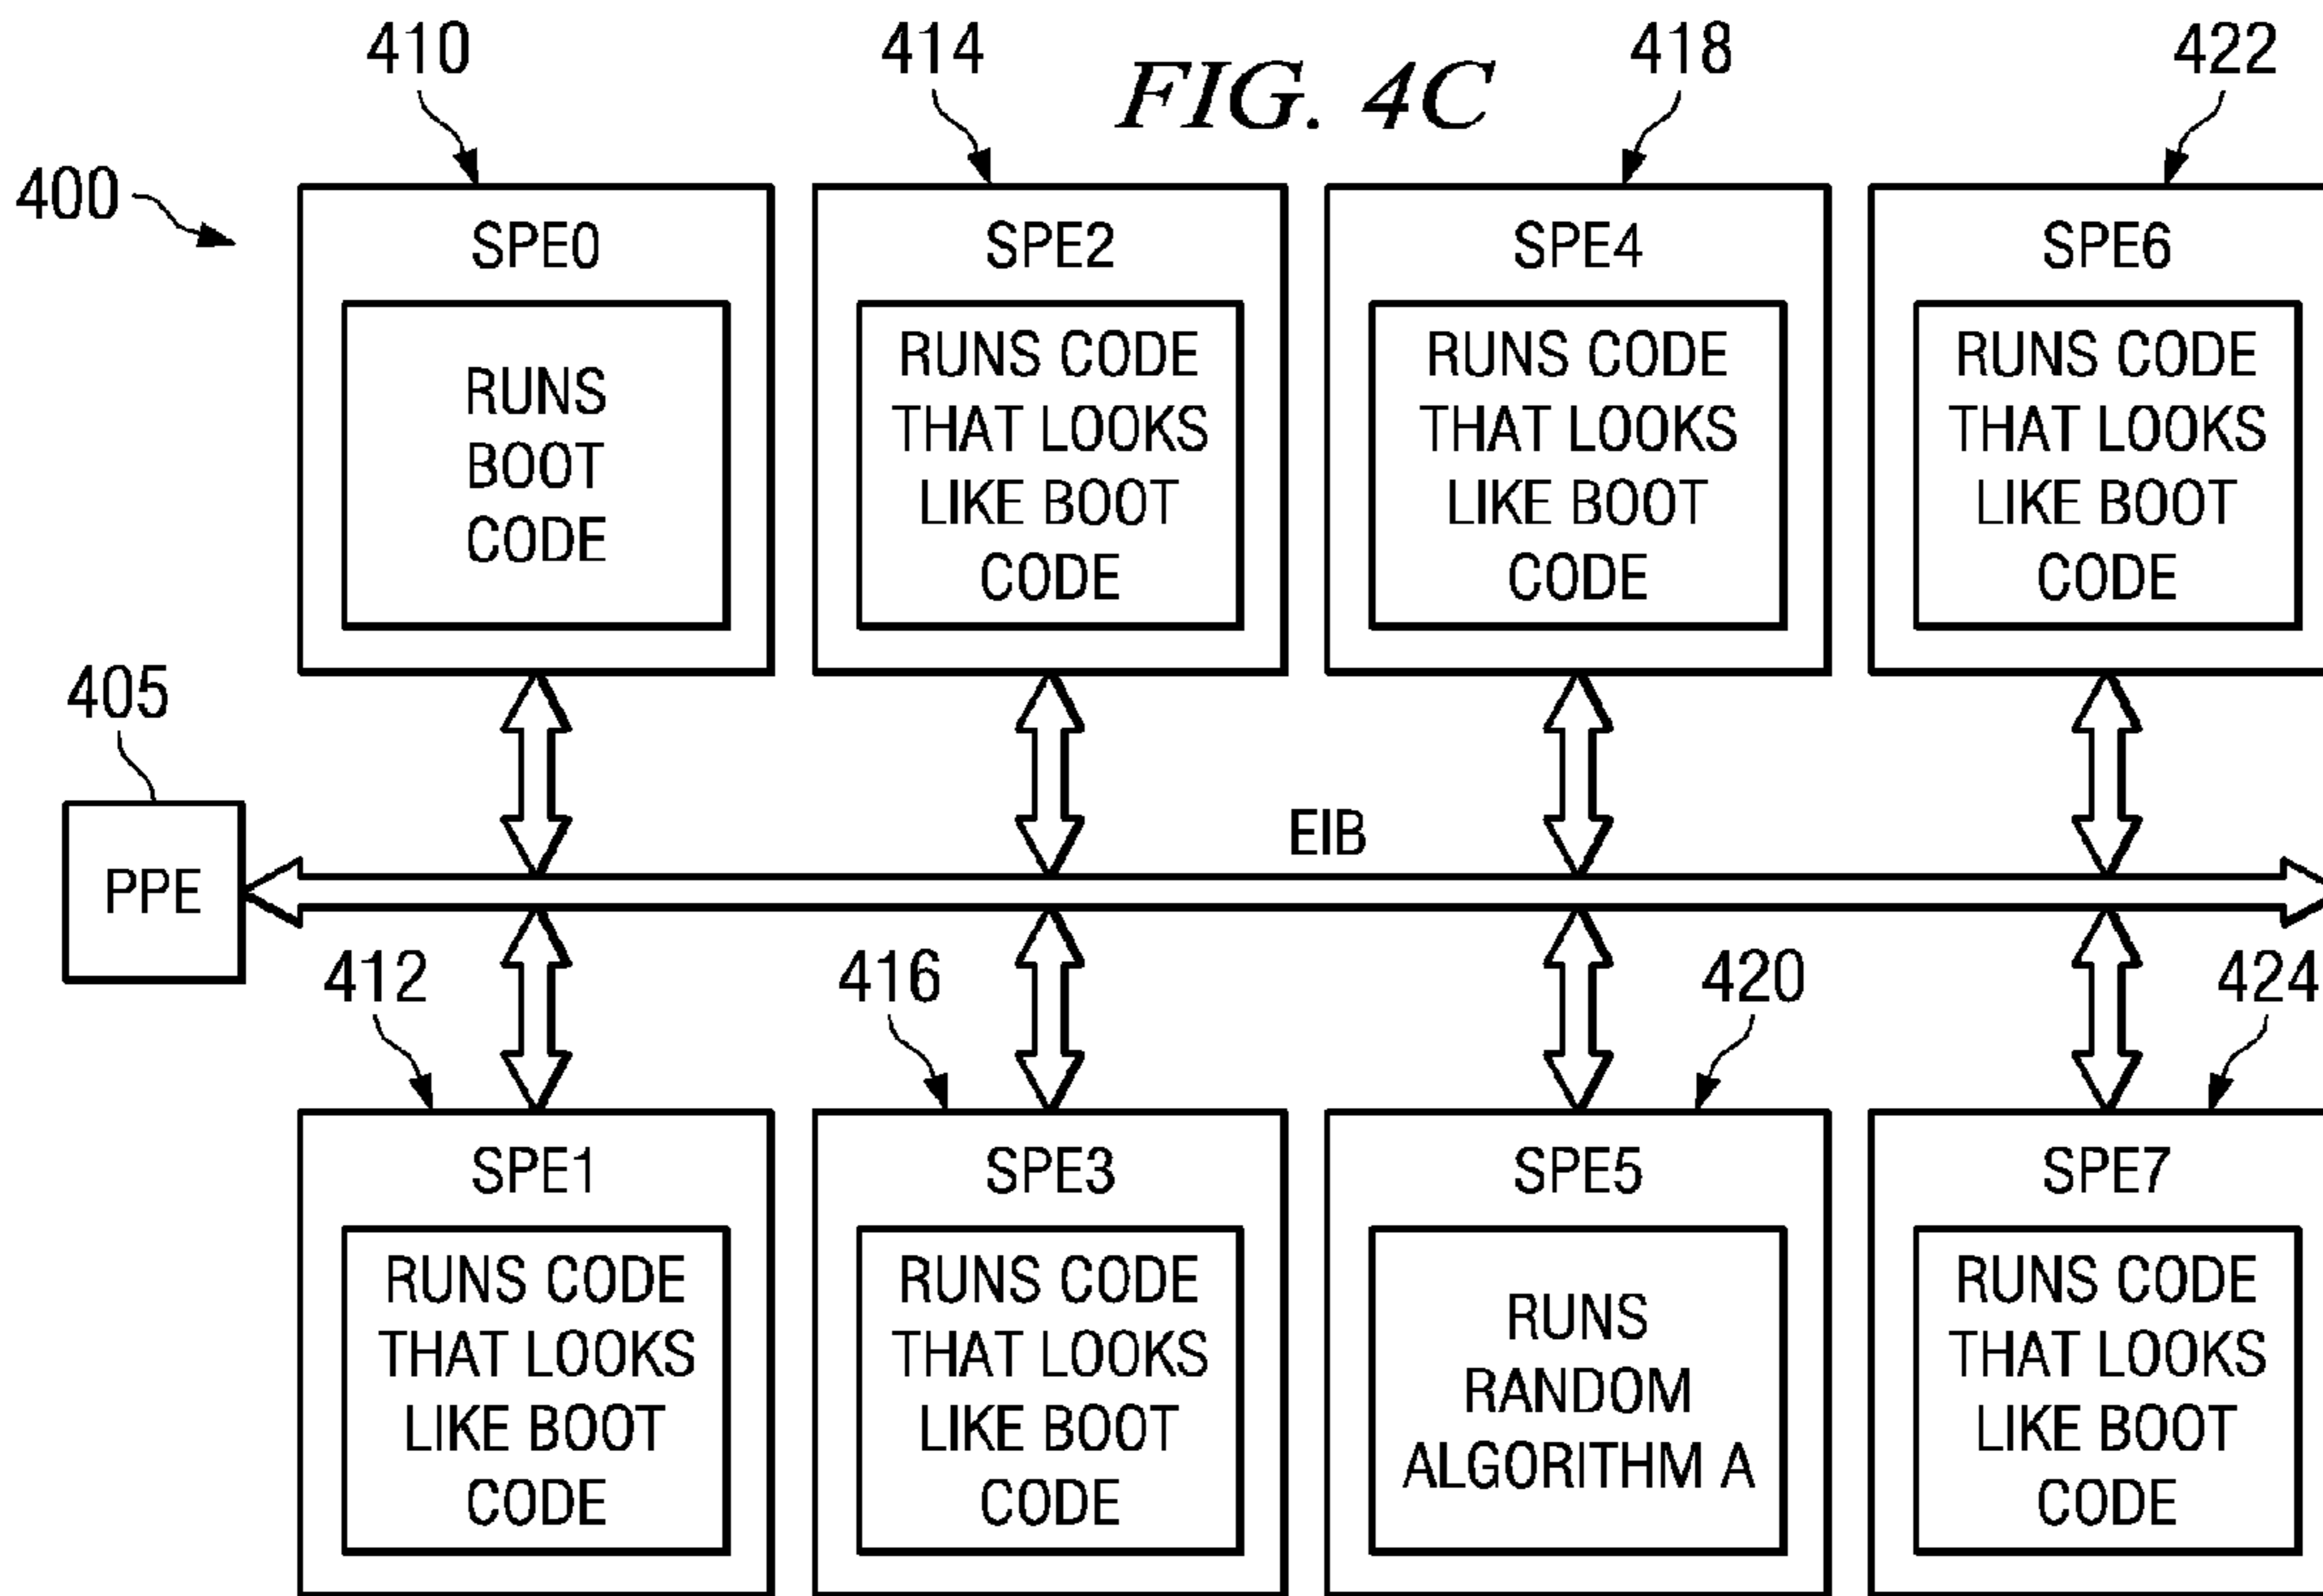 410
414
FIG. 4C
418
422
400
SPE0
RUNS
BOOT
CODE
SPE2
RUNS CODE
THAT LOOKS
LIKE BOOT
CODE
SPE4
RUNS CODE
THAT LOOKS
LIKE BOOT
CODE
SPE6
RUNS CODE
THAT LOOKS
LIKE BOOT
CODE
405
PPE
EIB
412
416
420
424
SPE1
RUNS CODE
THAT LOOKS
LIKE BOOT
CODE
SPE3
RUNS CODE
THAT LOOKS
LIKE BOOT
CODE
SPE5
RUNS
RANDOM
ALGORITHM A
SPE7
RUNS CODE
THAT LOOKS
LIKE BOOT
CODE